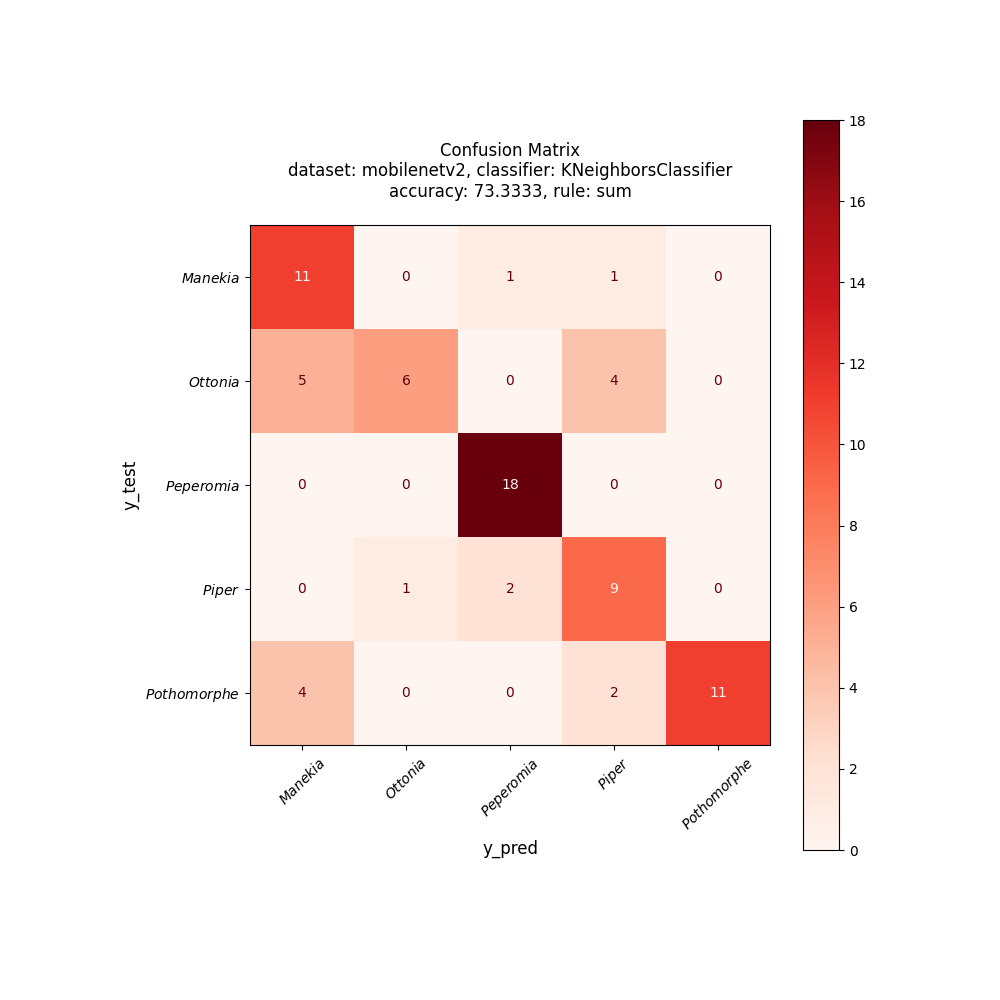 Confusion Matrix
dataset: mobilenetv2, classifier: KNeighborsClassifier
accuracy: 73.3333, rule: sum
Manekia 11 0 1 1 0
Ottonia 5 6 0 4 0
Peperomia 0 0 18 0 0
Piper 0 1 2 9 0
Pothomorphe 4 0 0 2 11
Manekia Ottonia Peperomia Piper Pothomorphe
y_pred
y_test
18
16
14
12
10
8
6
4
2
0